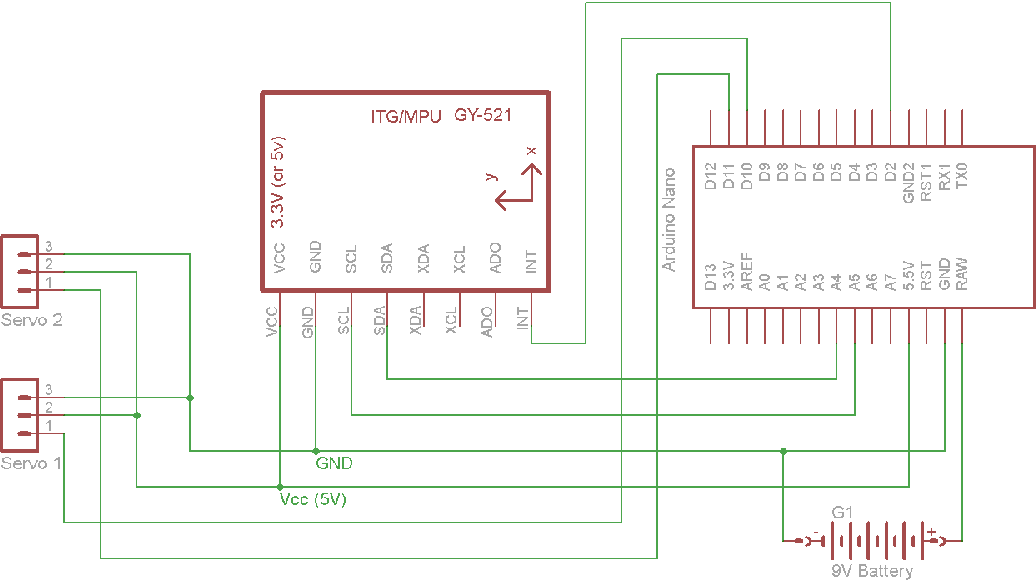 ITG/MPU GY-521
3.3V (or 5v)
x
y
VCC GND SCL SDA XDA XCL ADO INT
VCC GND SCL SDA XDA XCL ADO INT
Arduino Nano
D12 D11 D10 D9 D8 D7 D6 D5 D4 D3 D2 GND2 RST1 RX1 TX0
D13 3.3V AREF A0 A1 A2 A3 A4 A5 A6 A7 5.5V RST GND RAW
3
2
1
Servo 2
3
2
1
Servo 1
GND
Vcc (5V)
G1
- +
9V Battery